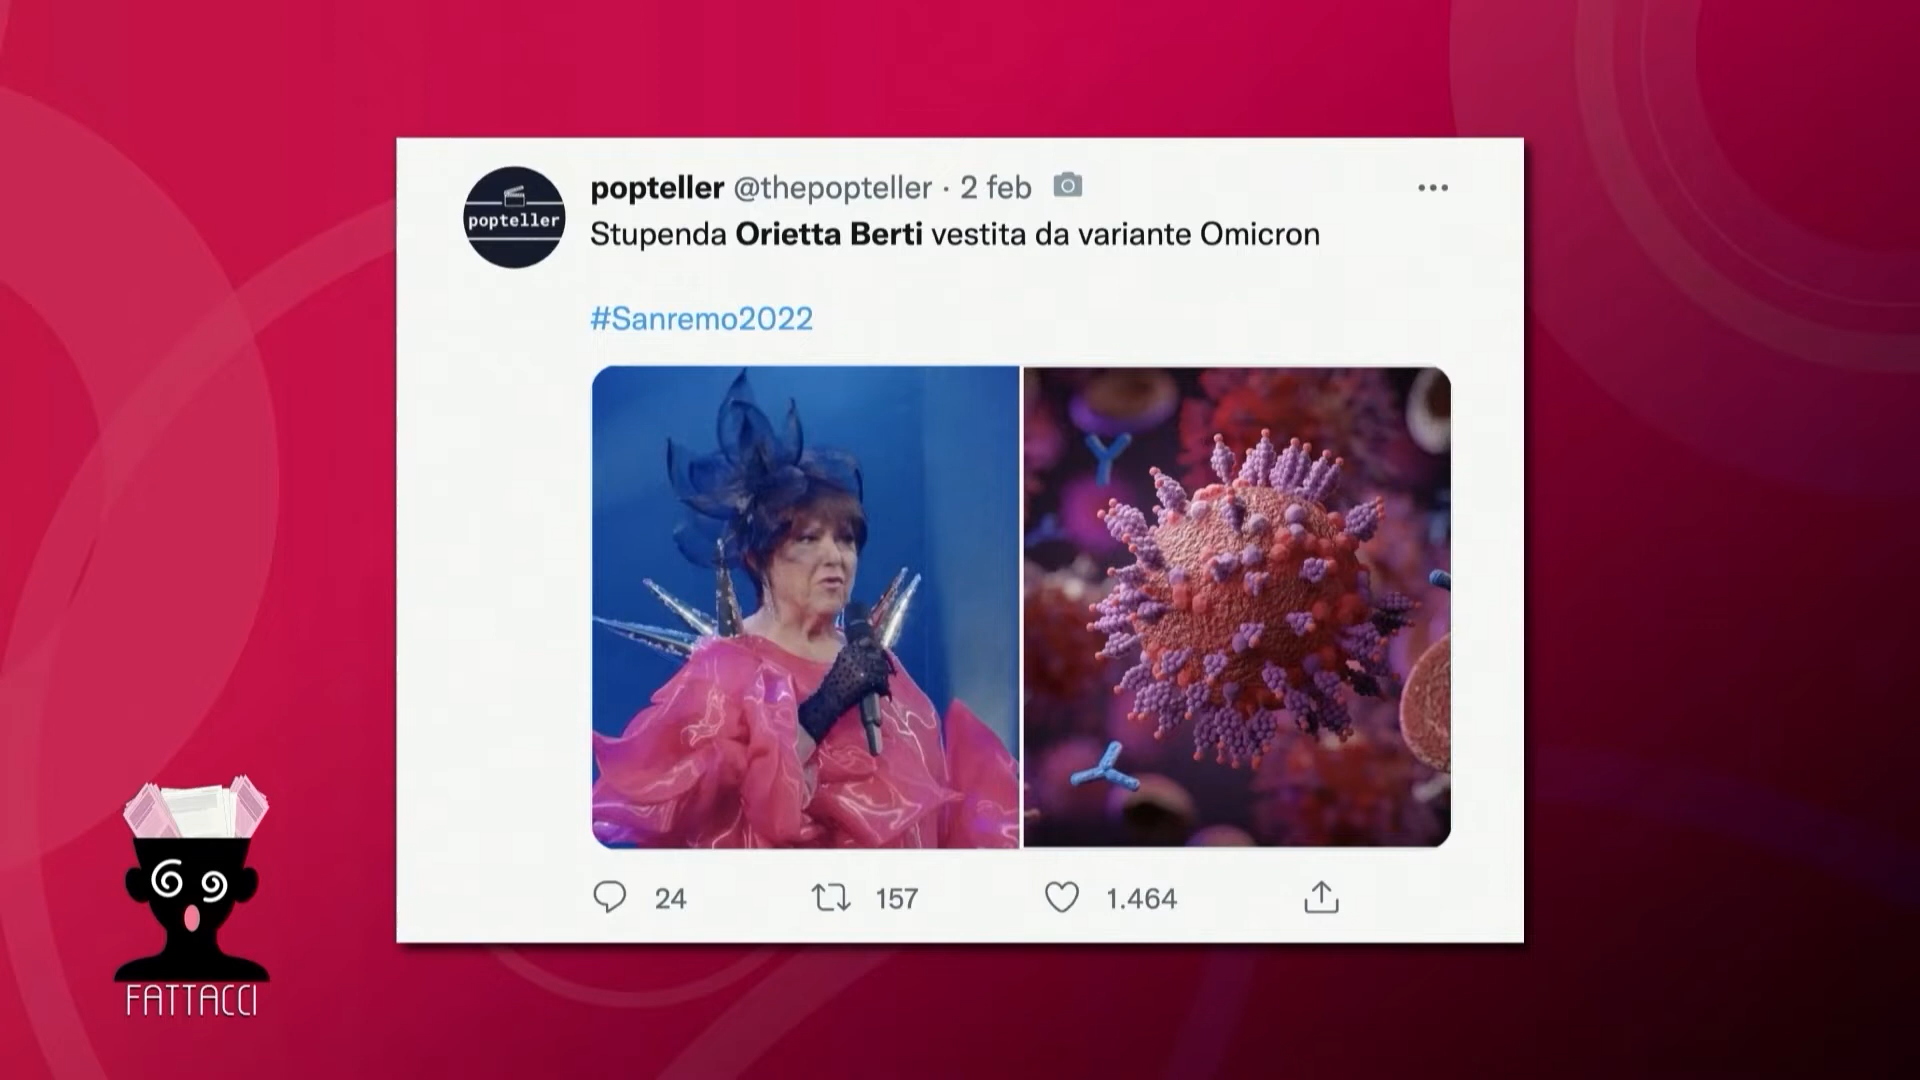 popteller @thepopteller · 2 feb
popteller
Stupenda Orietta Berti vestita da variante Omicron
#Sanremo2022
24 157 1.464
FATTACCI